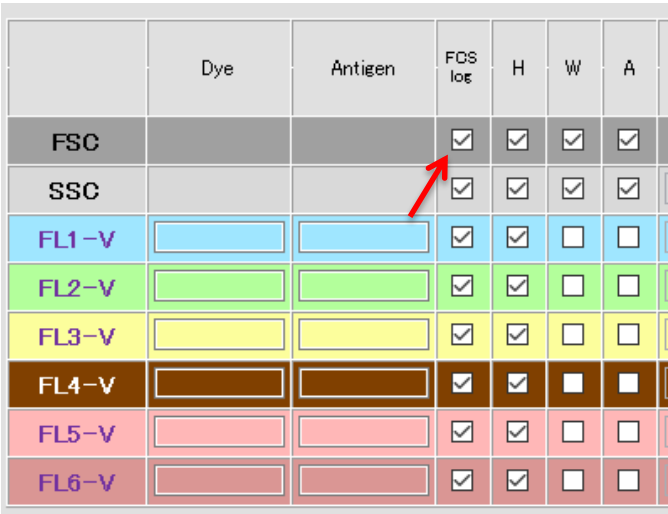 Dye Antigen FCS log H W A
FSC
SSC
FL1-V
FL2-V
FL3-V
FL4-V
FL5-V
FL6-V